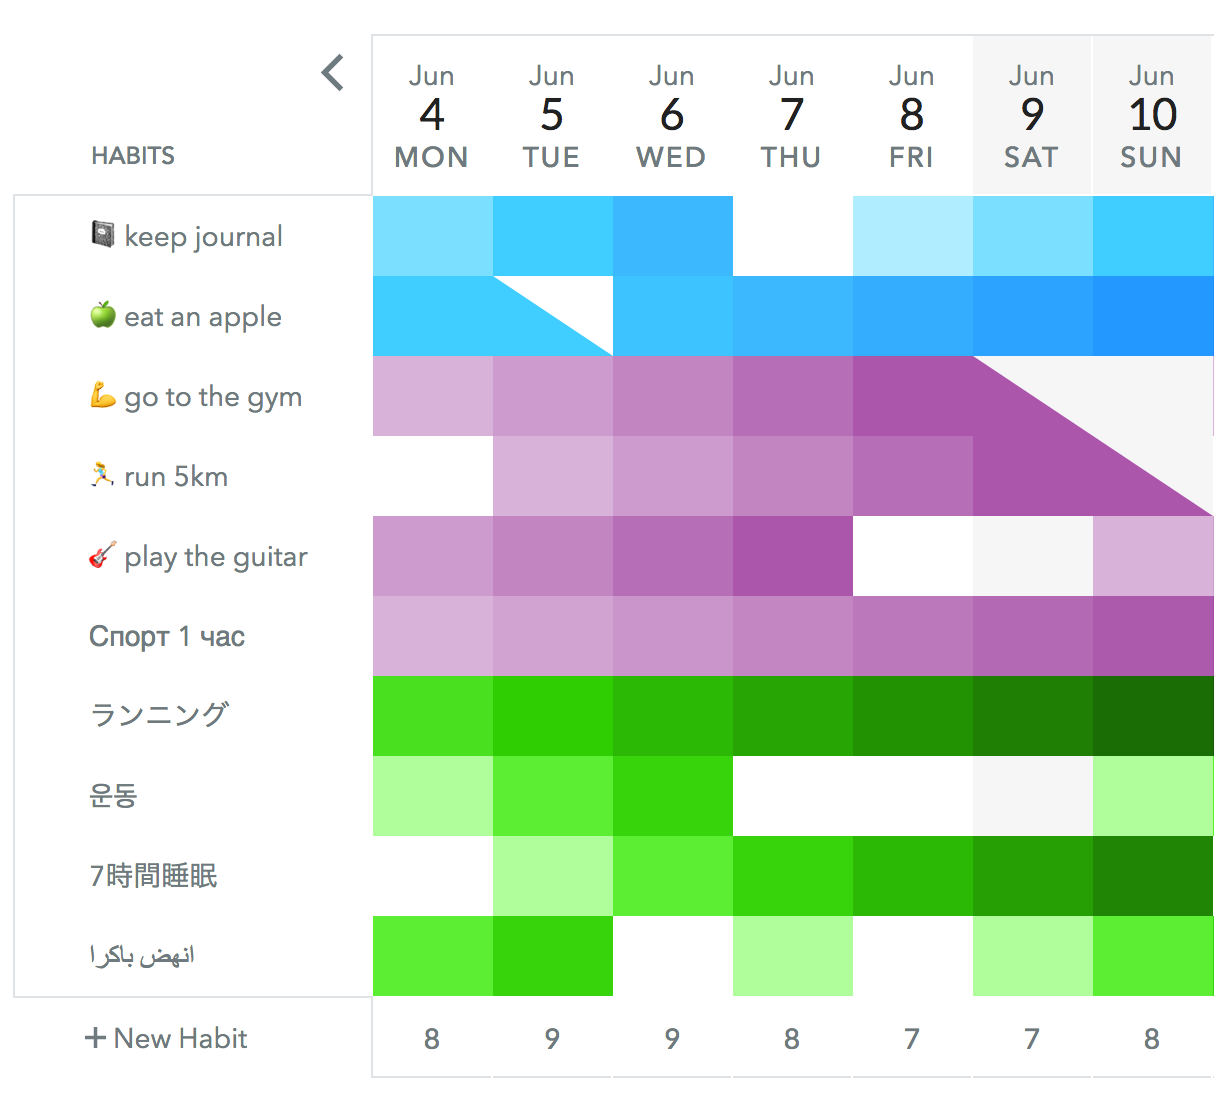 Jun Jun Jun Jun Jun Jun Jun
4 5 6 7 8 9 10
MON TUE WED THU FRI SAT SUN
HABITS
keep journal
eat an apple
go to the gym
run 5km
play the guitar
Спорт 1 час
ランニング
운동
7時間睡眠
انهض باكرا
+ New Habit 8 9 9 8 7 7 8